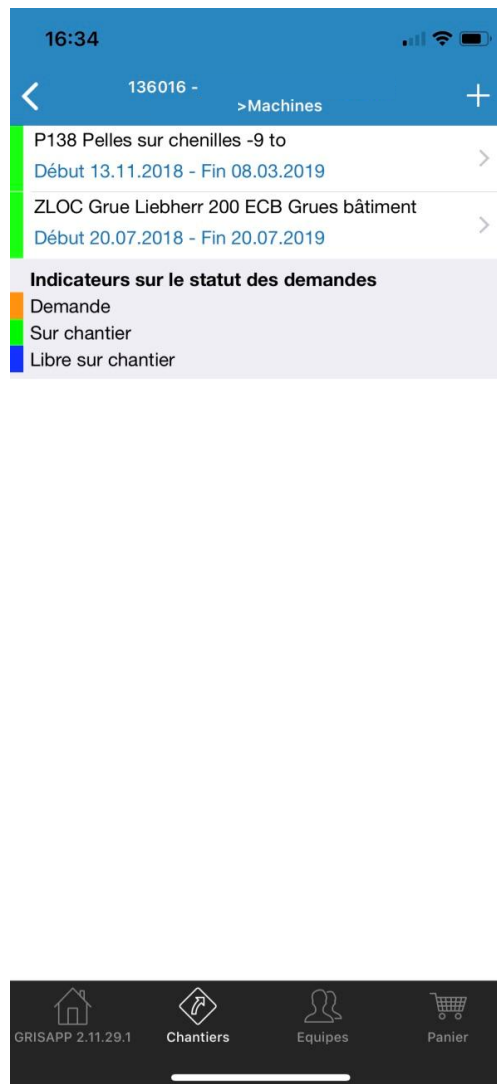 16:34
136016 -
>Machines
P138 Pelles sur chenilles -9 to
Début 13.11.2018 - Fin 08.03.2019
ZLOC Grue Liebherr 200 ECB Grues bâtiment
Début 20.07.2018 - Fin 20.07.2019
Indicateurs sur le statut des demandes
Demande
Sur chantier
Libre sur chantier
GRISAPP 2.11.29.1 Chantiers Equipes Panier